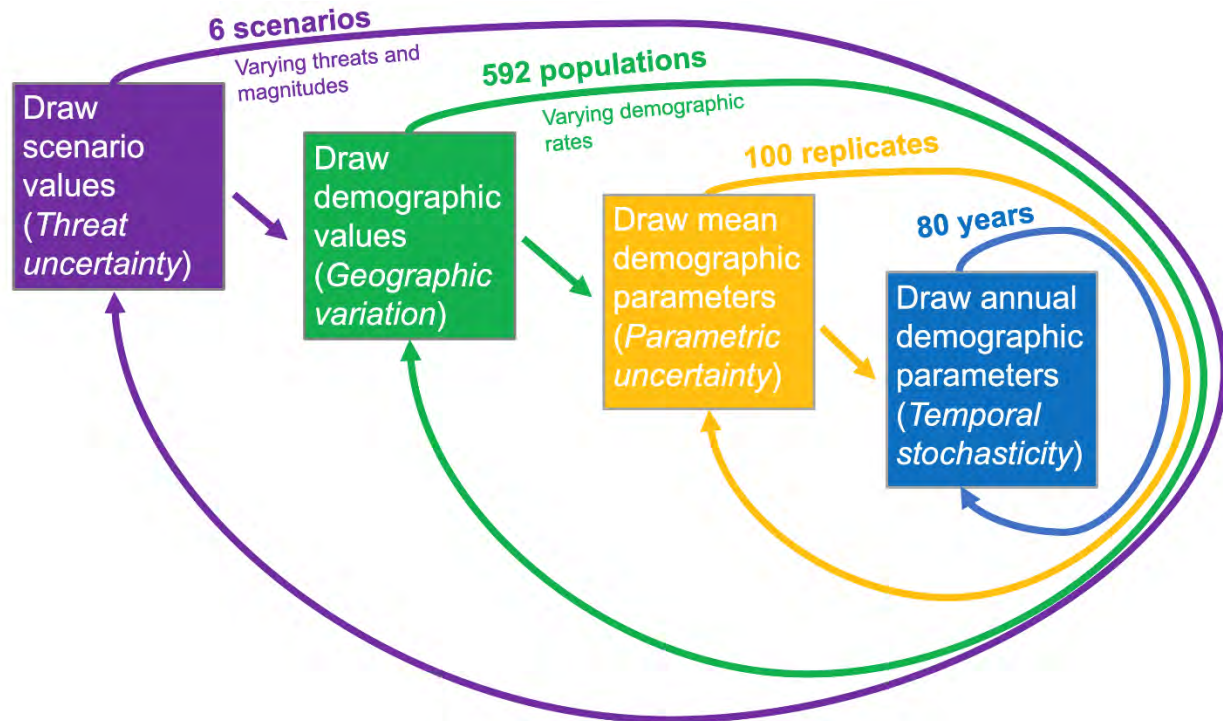 6 scenarios
Varying threats and
magnitudes
Draw
scenario
values
(Threat
uncertainty)
592 populations
Varying demographic
rates
Draw
demographic
values
(Geographic
variation)
100 replicates
Draw mean
demographic
parameters
(Parametric
uncertainty)
80 years
Draw annual
demographic
parameters
(Temporal
stochasticity)